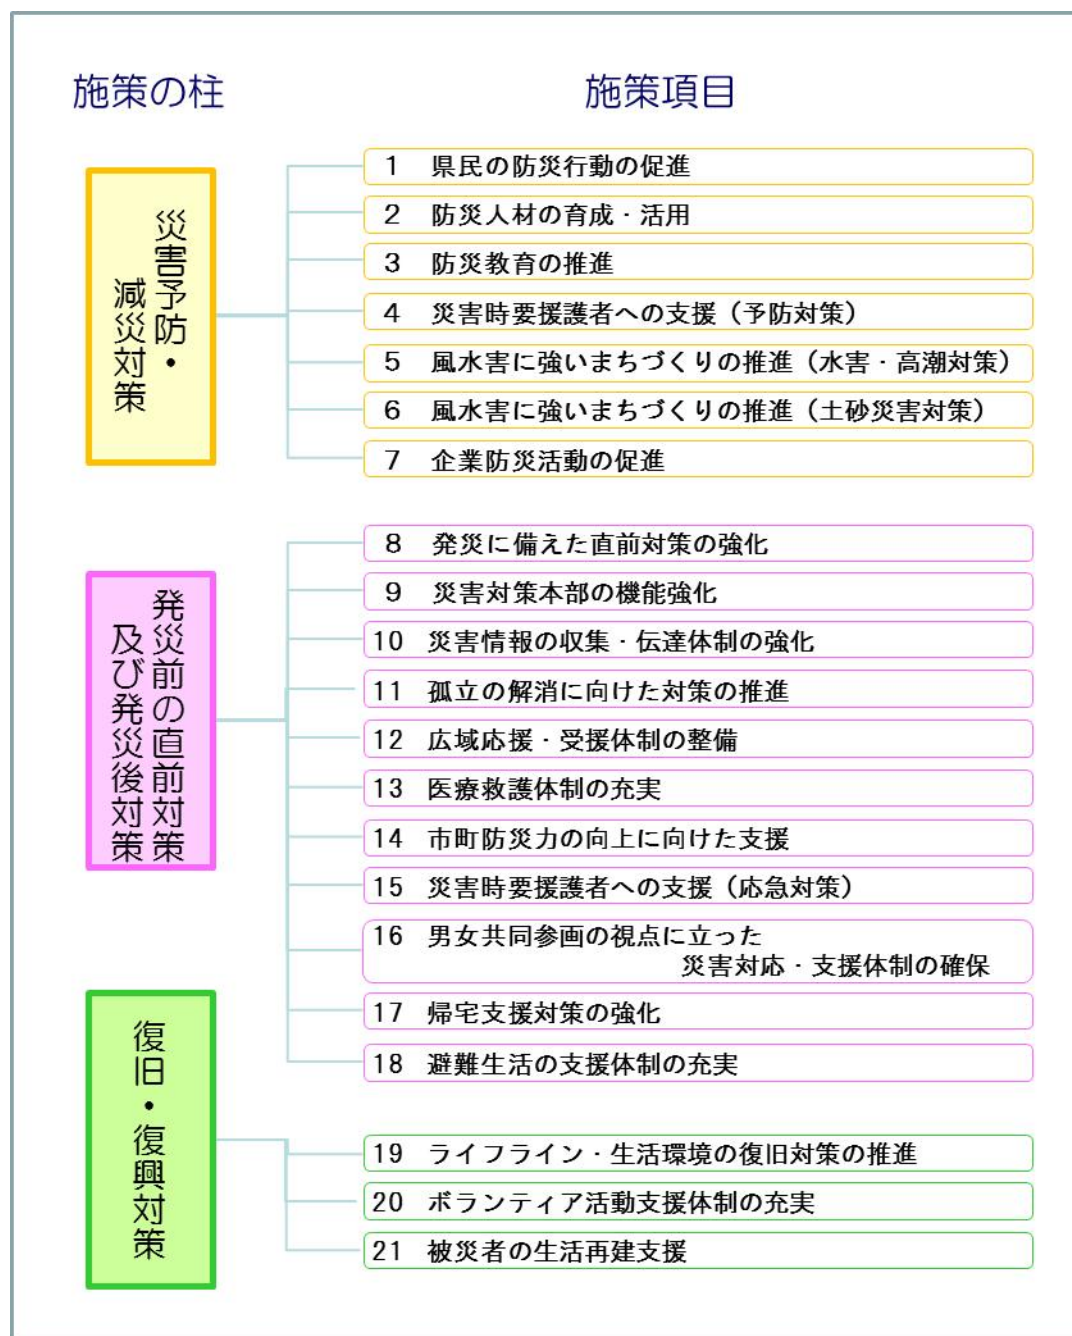 施策の柱
施策項目
災害予防・
減災対策
1 県民の防災行動の促進
2 防災人材の育成・活用
3 防災教育の推進
4 災害時要援護者への支援（予防対策）
5 風水害に強いまちづくりの推進（水害・高潮対策）
6 風水害に強いまちづくりの推進（土砂災害対策）
7 企業防災活動の促進
発災前の直前対策
及び発災後対策
8 発災に備えた直前対策の強化
9 災害対策本部の機能強化
10 災害情報の収集・伝達体制の強化
11 孤立の解消に向けた対策の推進
12 広域応援・受援体制の整備
13 医療救護体制の充実
14 市町防災力の向上に向けた支援
15 災害時要援護者への支援（応急対策）
16 男女共同参画の視点に立った
災害対応・支援体制の確保
17 帰宅支援対策の強化
18 避難生活の支援体制の充実
復旧・復興対策
19 ライフライン・生活環境の復旧対策の推進
20 ボランティア活動支援体制の充実
21 被災者の生活再建支援